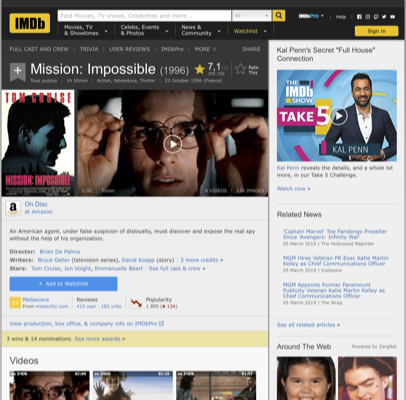 IMDb
Find Movies, TV shows, Celebrities and more...
All
IMDbPro
Help
Movies, TV
& Showtimes
Celebs, Events
& Photos
News &
Community
Watchlist
Sign in
FULL CAST AND CREW | TRIVIA | USER REVIEWS | IMDbPro | MORE
SHARE
Mission: Impossible (1996)
7,1
Rate
This
Tous publics | 1h 50min | Action, Adventure, Thriller | 23 October 1996 (France)
TOM CRUISE
MISSION: IMPOSSIBLE
Trailer
VIDEOS
IMAGES
On Disc
at Amazon
An American agent, under false suspicion of disloyalty, must discover and expose the real spy
without the help of his organization.
Director: Brian De Palma
Writers: Bruce Geller (television series), David Koepp (story) | 3 more credits »
Stars: Tom Cruise, Jon Voight, Emmanuelle Béart | See full cast & crew »
+ Add to Watchlist
Metascore
From metacritic.com
Reviews
415 user | 162 critic
Popularity
1 955 ( 134)
View production, box office, & company info on IMDbPro
3 wins & 14 nominations. See more awards »
Videos
Kal Penn's Secret "Full House"
Connection
THE
IMDb
SHOW
TAKE 5
KAL PENN
Kal Penn reveals the details, and a whole lot
more, in our Take 5 Challenge.
Watch now »
Related News
'Captain Marvel' Top Fandango Preseller
Since 'Avengers: Infinity War'
05 March 2019 | The Hollywood Reporter
MGM Hires Veteran PR Exec Katie Martin
Kelley as Chief Communications Officer
05 March 2019 | Indiewire
MGM Appoints Former Paramount
Publicity Veteran Katie Martin Kelley as
Chief Communications Officer
05 March 2019 | The Wrap
See all related articles »
Around The Web
Powered by ZergNet